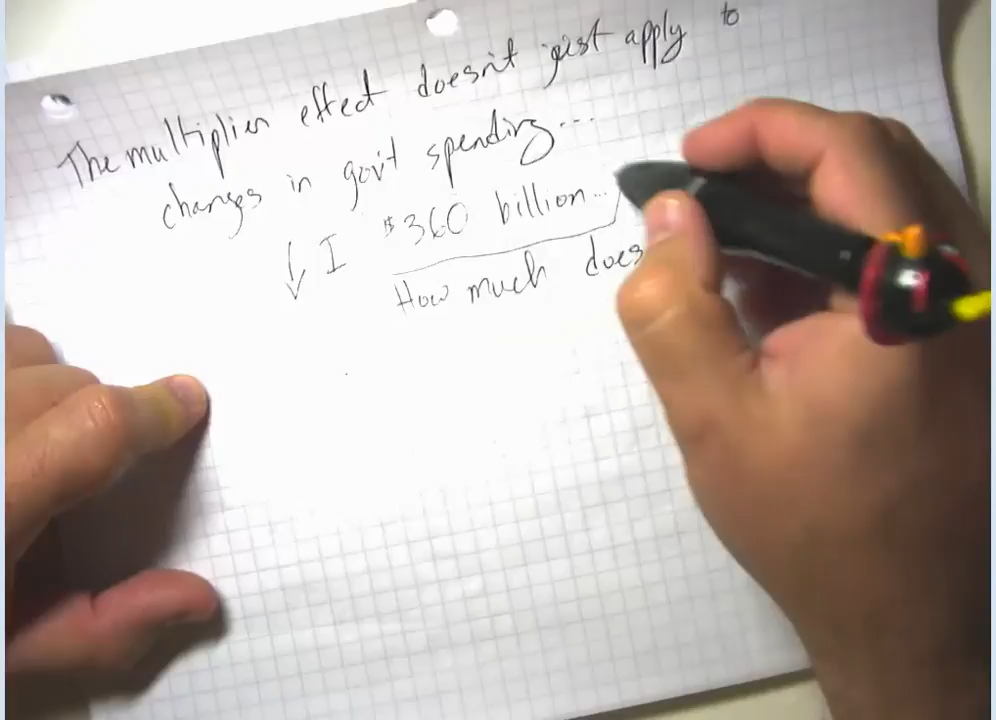 The multiplier effect doesn't just apply to
changes in gov't spending...
↓ I $360 billion...
How much does